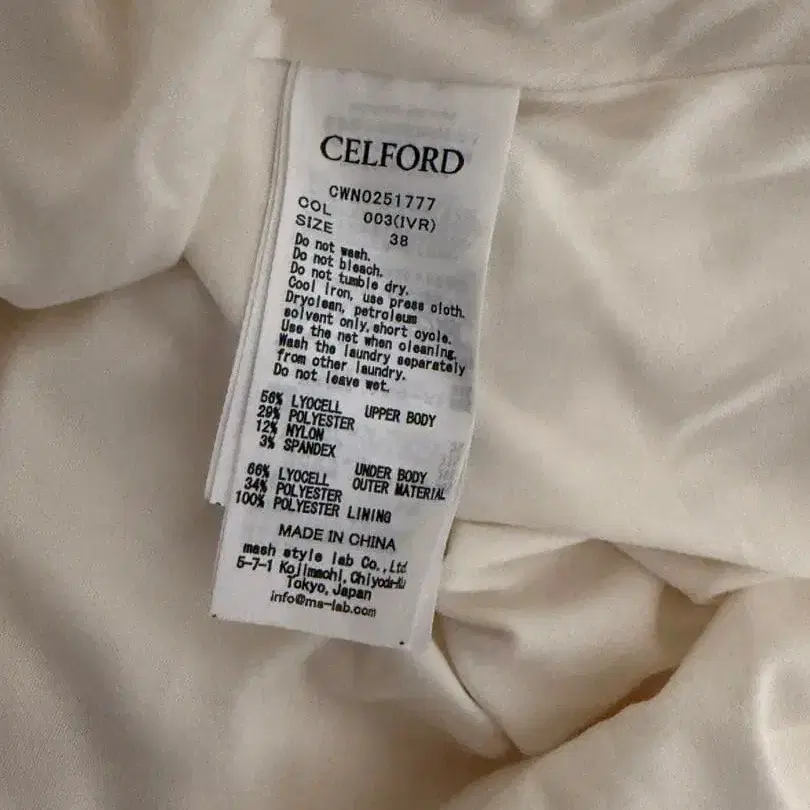 CELFORD
CWNO251777
COL 003(IVR)
SIZE 38
Do not wash.
Do not bleach.
Do not tumble dry.
Cool iron, use press cloth.
Dryclean, petroleum
solvent only,short cycle.
Use the net when cleaning.
Wash the laundry separately
from other laundry.
Do not leave wet.
56% LYOCELL UPPER BODY
29% POLYESTER
12% NYLON
3% SPANDEX
66% LYOCELL UNDER BODY
34% POLYESTER OUTER MATERIAL
100% POLYESTER LINING
MADE IN CHINA
mash style lab Co.,Ltd
5-7-1 Kojimachi,Chiyoda-Ku
Tokyo,Japan
info@ms-lab.com